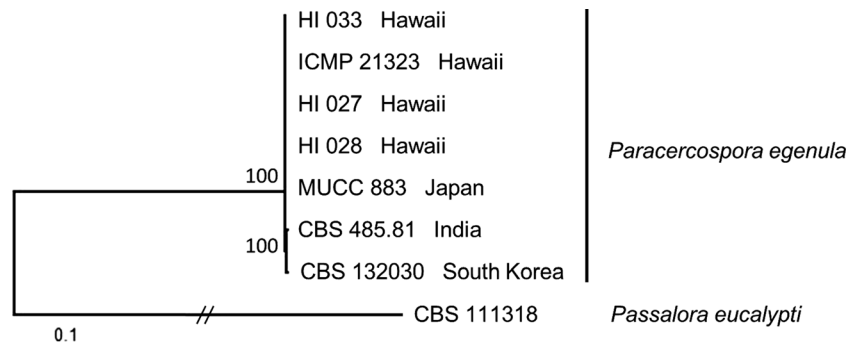 HI 033 Hawaii
ICMP 21323 Hawaii
HI 027 Hawaii
HI 028 Hawaii
Paracercospora egenula
100
MUCC 883 Japan
CBS 485.81 India
100
CBS 132030 South Korea
CBS 111318
Passalora eucalypti
0.1